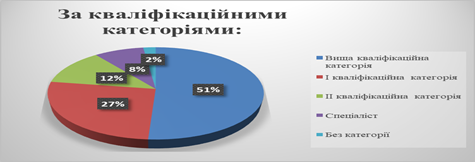 За кваліфікаційними
категоріями:
2%
8%
12%
27%
51%
Вища кваліфікаційна
категорія
І кваліфікаційна категорія
ІІ кваліфікаційна категорія
Спеціаліст
Без категорії